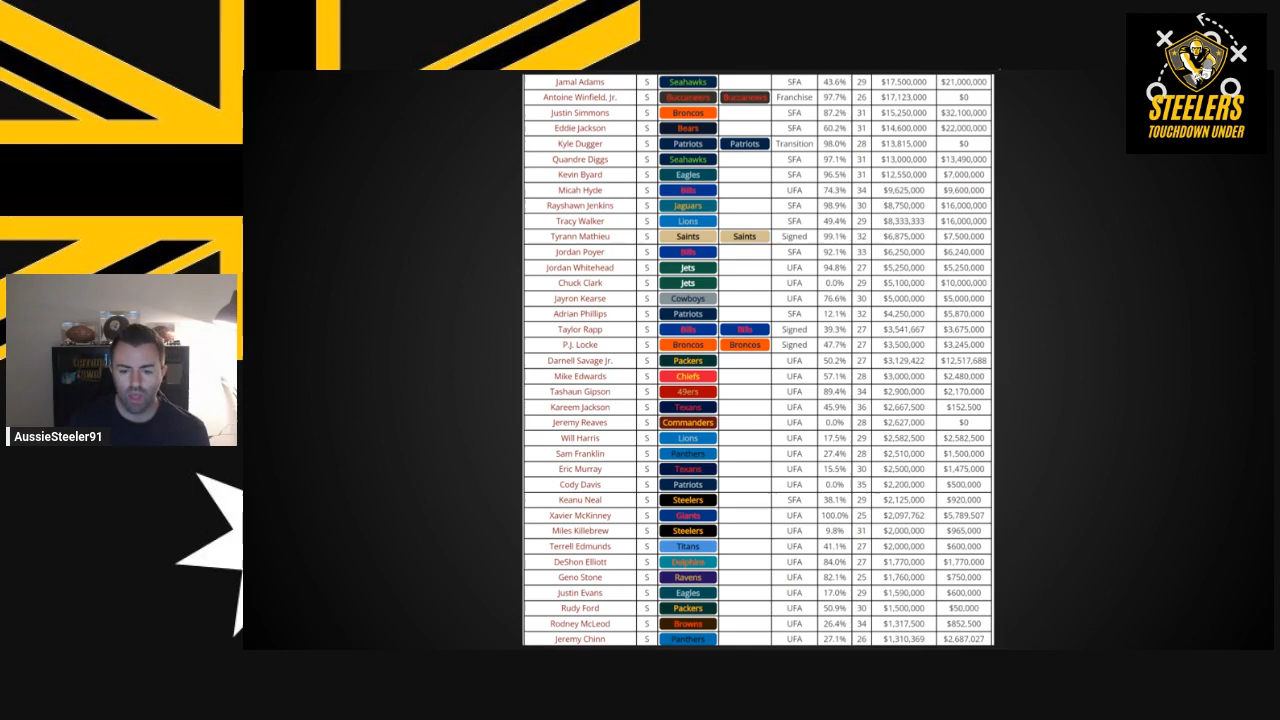 STEELERS
TOUCHDOWN UNDER
Jamal Adams S Seahawks SFA 43.6% 29 $17,500,000 $21,000,000
Antoine Winfield, Jr. S Buccaneers Buccaneers Franchise 97.7% 26 $17,123,000 $0
Justin Simmons S Broncos SFA 87.2% 31 $15,250,000 $32,100,000
Eddie Jackson S Bears SFA 60.2% 31 $14,600,000 $22,000,000
Kyle Dugger S Patriots Patriots Transition 98.0% 28 $13,815,000 $0
Quandre Diggs S Seahawks SFA 97.1% 31 $13,000,000 $13,490,000
Kevin Byard S Eagles SFA 96.5% 31 $12,550,000 $7,000,000
Micah Hyde S Bills UFA 74.3% 34 $9,625,000 $9,600,000
Rayshawn Jenkins S Jaguars SFA 98.9% 30 $8,750,000 $16,000,000
Tracy Walker S Lions SFA 49.4% 29 $8,333,333 $16,000,000
Tyrann Mathieu S Saints Saints Signed 99.1% 32 $6,875,000 $7,500,000
Jordan Poyer S Bills SFA 92.1% 33 $6,250,000 $6,240,000
Jordan Whitehead S Jets UFA 94.8% 27 $5,250,000 $5,250,000
Chuck Clark S Jets UFA 0.0% 29 $5,100,000 $10,000,000
Jayron Kearse S Cowboys UFA 76.6% 30 $5,000,000 $5,000,000
Adrian Phillips S Patriots SFA 12.1% 32 $4,250,000 $5,870,000
Taylor Rapp S Bills Bills Signed 39.3% 27 $3,541,667 $3,675,000
P.J. Locke S Broncos Broncos Signed 47.7% 27 $3,500,000 $3,245,000
Darnell Savage Jr. S Packers UFA 50.2% 27 $3,129,422 $12,517,688
Mike Edwards S Chiefs UFA 57.1% 28 $3,000,000 $2,480,000
Tashaun Gipson S 49ers UFA 89.4% 34 $2,900,000 $2,170,000
Kareem Jackson S Texans UFA 45.9% 36 $2,667,500 $152,500
Jeremy Reaves S Commanders UFA 0.0% 28 $2,627,000 $0
Will Harris S Lions UFA 17.5% 29 $2,582,500 $2,582,500
Sam Franklin S Panthers UFA 27.4% 28 $2,510,000 $1,500,000
Eric Murray S Texans UFA 15.5% 30 $2,500,000 $1,475,000
Cody Davis S Patriots UFA 0.0% 35 $2,200,000 $500,000
Keanu Neal S Steelers SFA 38.1% 29 $2,125,000 $920,000
Xavier McKinney S Giants UFA 100.0% 25 $2,097,762 $5,789,507
Miles Killebrew S Steelers UFA 9.8% 31 $2,000,000 $965,000
Terrell Edmunds S Titans UFA 41.1% 27 $2,000,000 $600,000
DeShon Elliott S Dolphins UFA 84.0% 27 $1,770,000 $1,770,000
Geno Stone S Ravens UFA 82.1% 25 $1,760,000 $750,000
Justin Evans S Eagles UFA 17.0% 29 $1,590,000 $600,000
Rudy Ford S Packers UFA 50.9% 30 $1,500,000 $50,000
Rodney McLeod S Browns UFA 26.4% 34 $1,317,500 $852,500
Jeremy Chinn S Panthers UFA 27.1% 26 $1,310,369 $2,687,027
AussieSteeler91